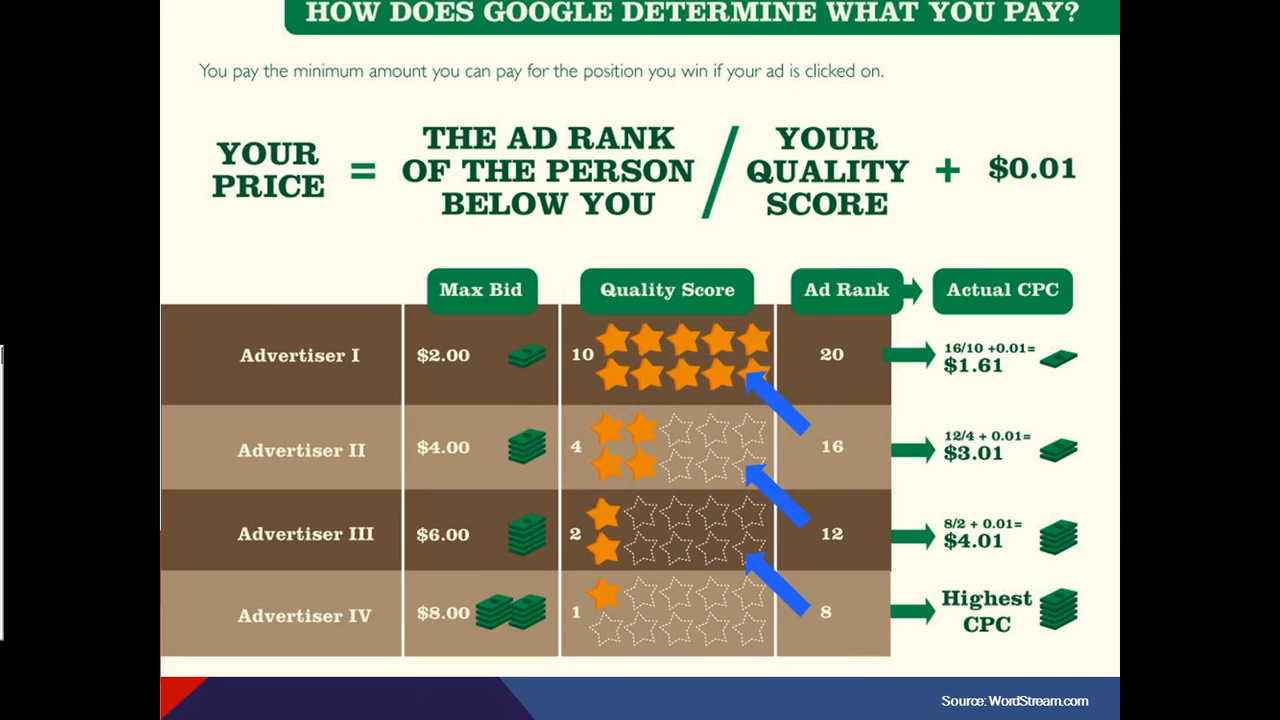 HOW DOES GOOGLE DETERMINE WHAT YOU PAY?
You pay the minimum amount you can pay for the position you win if your ad is clicked on.
YOUR PRICE = THE AD RANK OF THE PERSON BELOW YOU / YOUR QUALITY SCORE + $0.01
Max Bid Quality Score Ad Rank Actual CPC
Advertiser I $2.00 10 20 16/10 +0.01=
$1.61
Advertiser II $4.00 4 16 12/4 + 0.01=
$3.01
Advertiser III $6.00 2 12 8/2 + 0.01=
$4.01
Advertiser IV $8.00 1 8 Highest
CPC
Source: WordStream.com